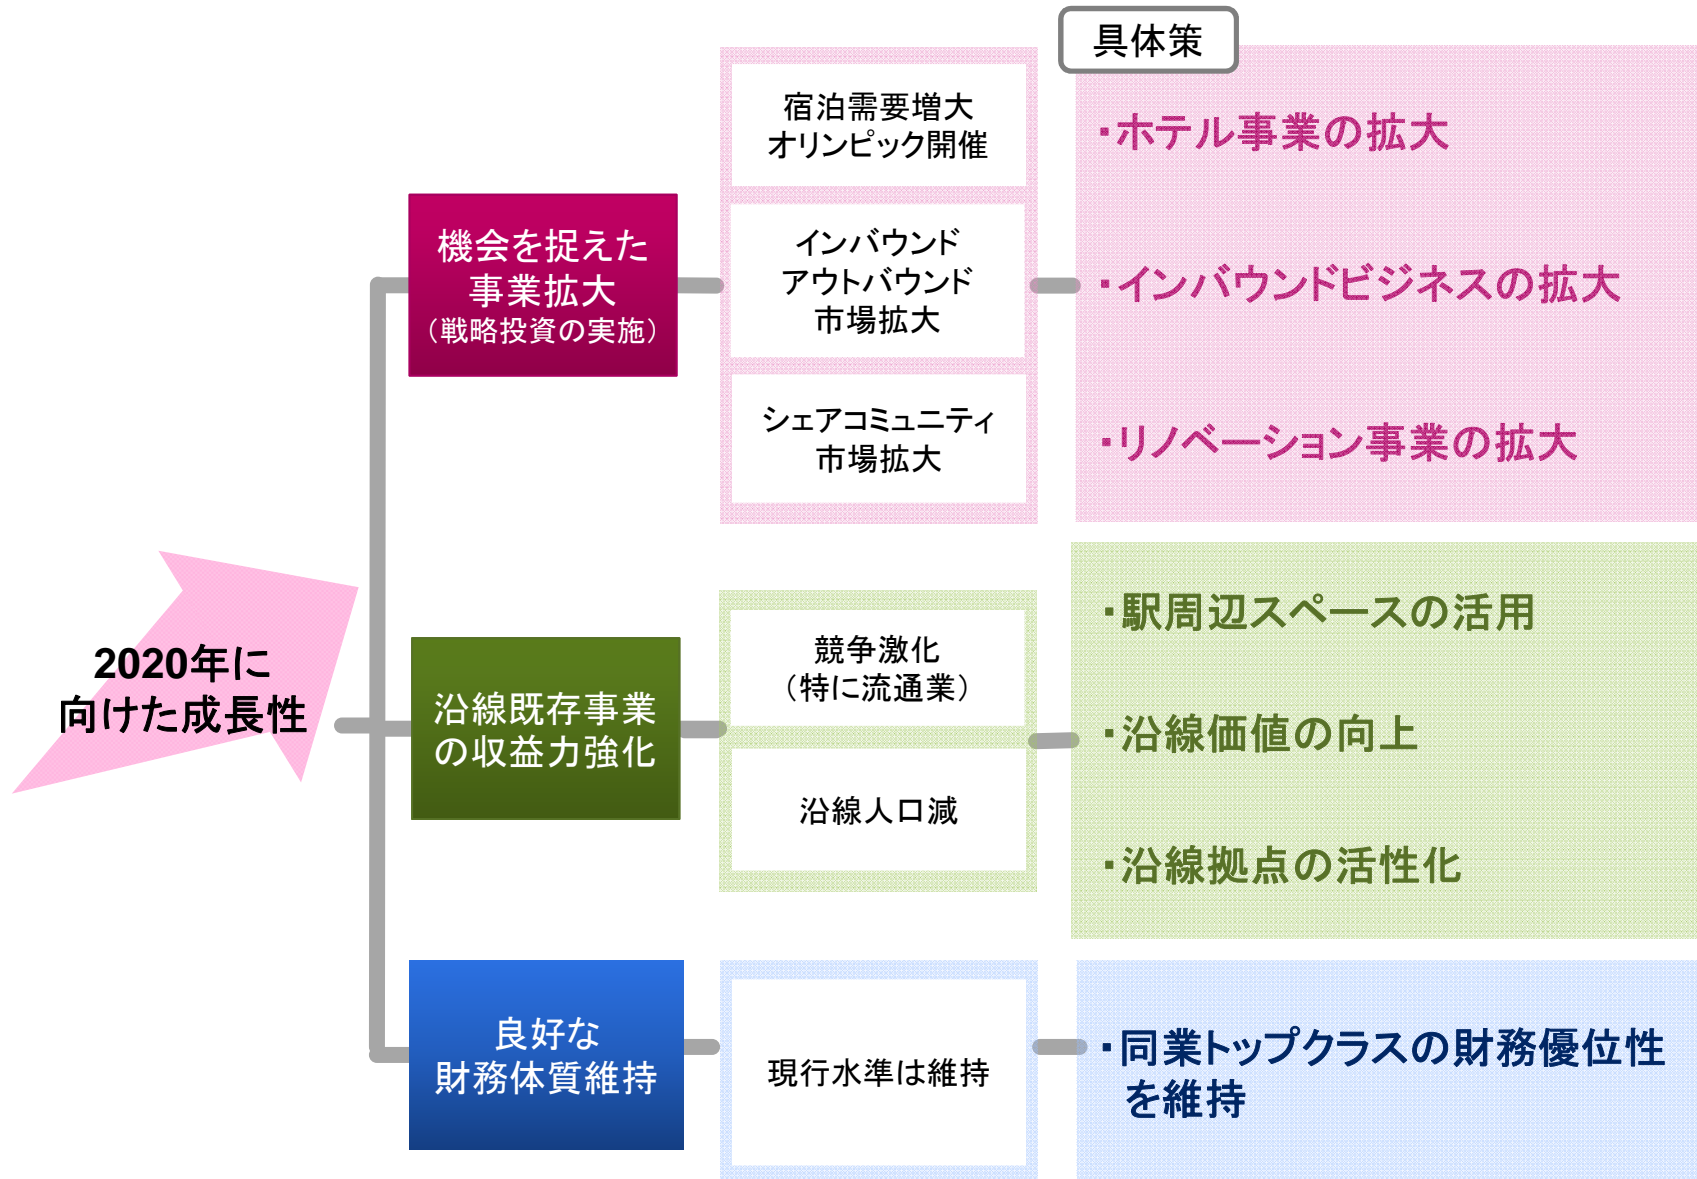 具体策
2020年に
向けた成長性
機会を捉えた
事業拡大
（戦略投資の実施）
宿泊需要増大
オリンピック開催
インバウンド
アウトバウンド
市場拡大
シェアコミュニティ
市場拡大
・ホテル事業の拡大
・インバウンドビジネスの拡大
・リノベーション事業の拡大
沿線既存事業
の収益力強化
競争激化
（特に流通業）
沿線人口減
・駅周辺スペースの活用
・沿線価値の向上
・沿線拠点の活性化
良好な
財務体質維持
現行水準は維持
・同業トップクラスの財務優位性
を維持